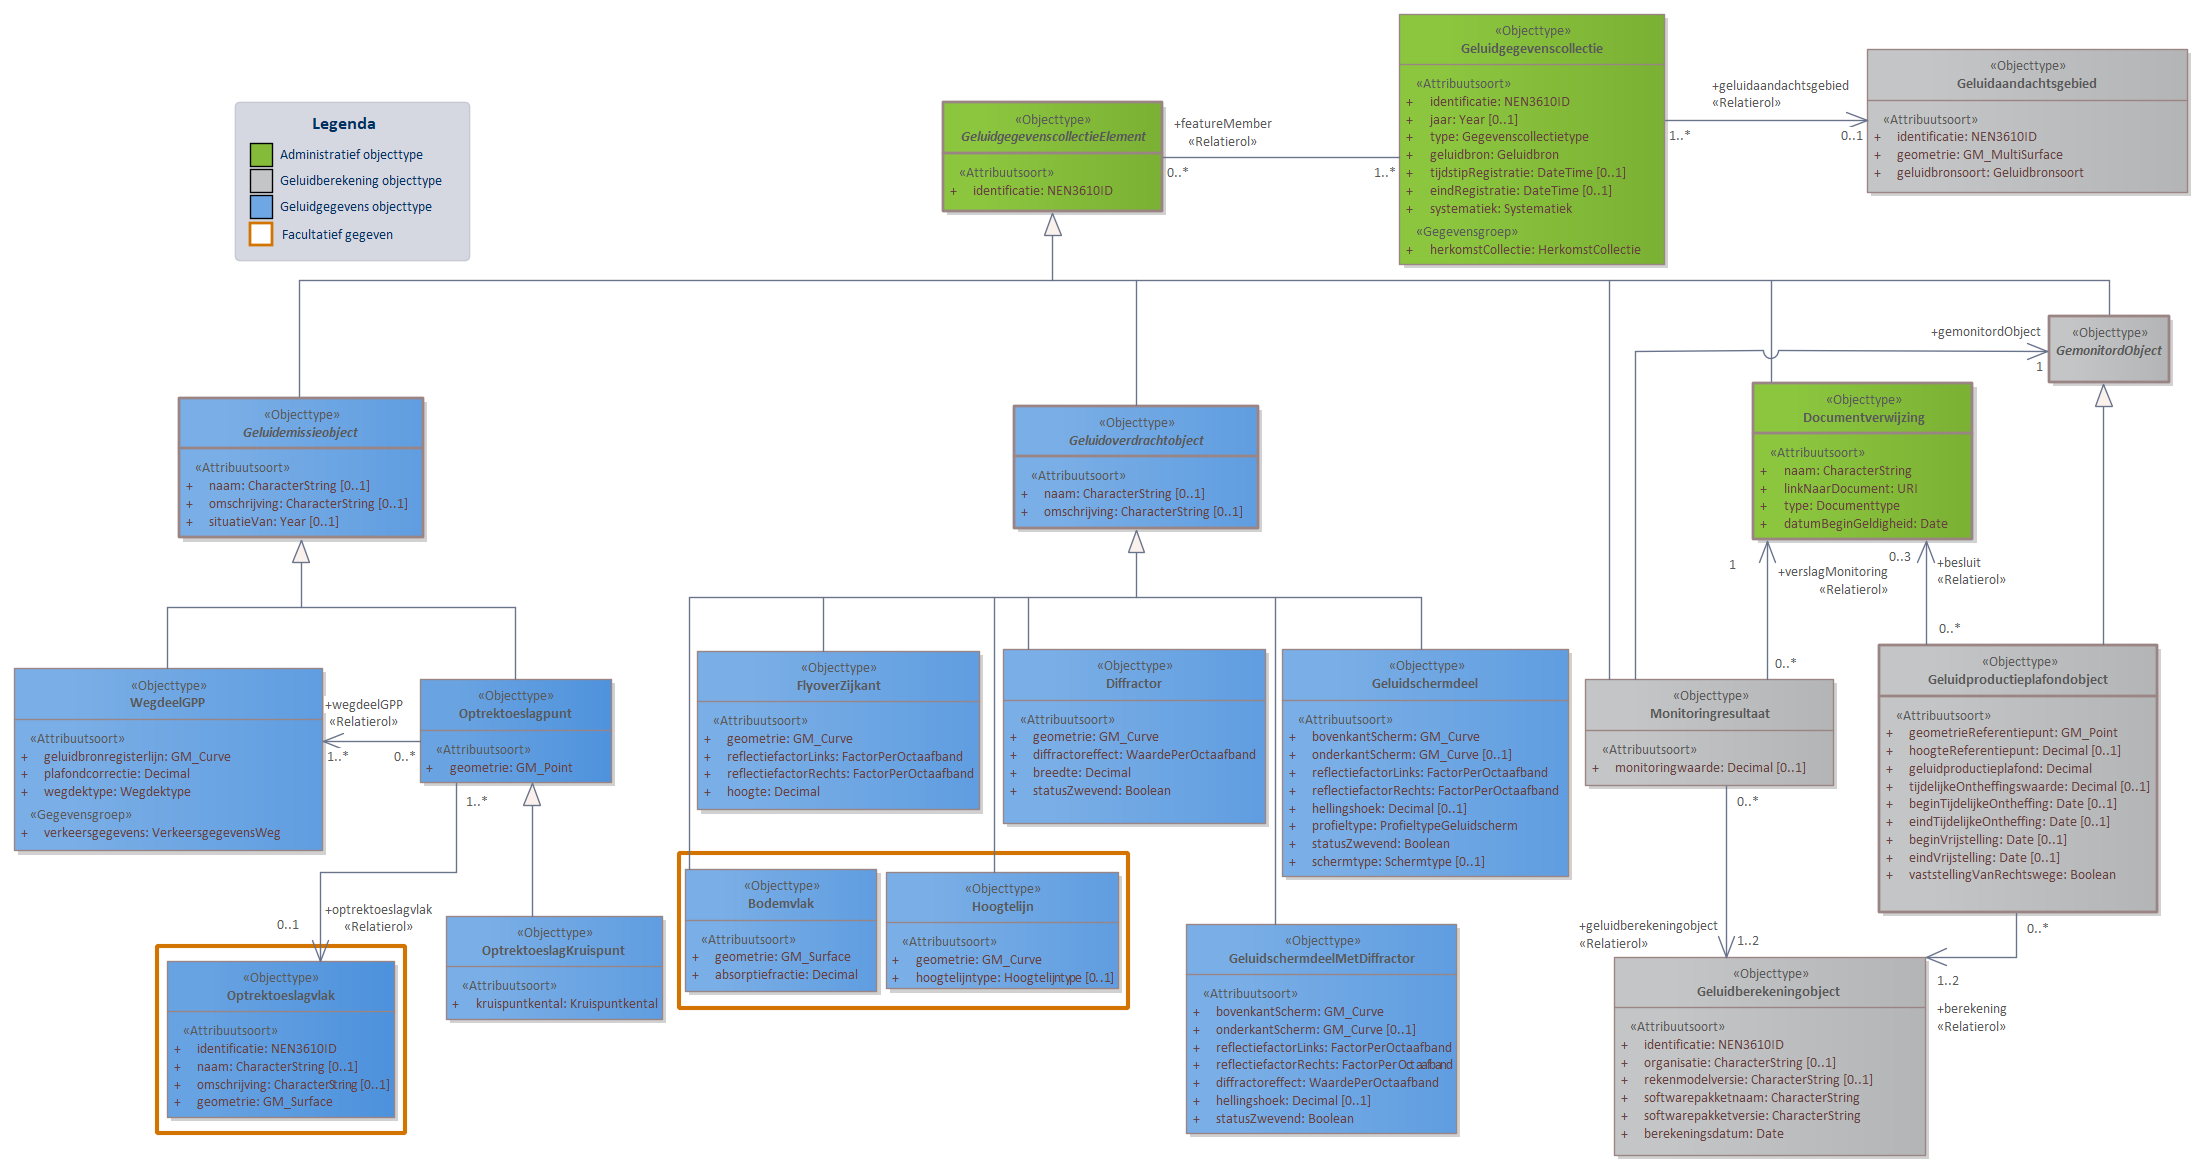 Legenda
Administratief objecttype
Geluidberekening objecttype
Geluidgegevens objecttype
Facultatief gegeven
«Objecttype»
GeluidgegevenscollectieElement
«Attribuutsoort»
+ identificatie: NEN3610ID
+featureMember
«Relatierol»
0..*
1..*
«Objecttype»
Geluidgegevenscollectie
«Attribuutsoort»
+ identificatie: NEN3610ID
+ jaar: Year [0..1]
+ type: Gegevenscollectietype
+ geluidbron: Geluidbron
+ tijdstipRegistratie: DateTime [0..1]
+ eindRegistratie: DateTime [0..1]
+ systematiek: Systematiek
«Gegevensgroep»
+ herkomstCollectie: HerkomstCollectie
+geluidaandachtsgebied
«Relatierol»
1..*
0..1
«Objecttype»
Geluidaandachtsgebied
«Attribuutsoort»
+ identificatie: NEN3610ID
+ geometrie: GM_MultiSurface
+ geluidbronsoort: Geluidbronsoort
+gemonitordObject
1
«Objecttype»
GemonitordObject
«Objecttype»
Geluidemissieobject
«Attribuutsoort»
+ naam: CharacterString [0..1]
+ omschrijving: CharacterString [0..1]
+ situatieVan: Year [0..1]
«Objecttype»
Geluidoverdrachtobject
«Attribuutsoort»
+ naam: CharacterString [0..1]
+ omschrijving: CharacterString [0..1]
«Objecttype»
Documentverwijzing
«Attribuutsoort»
+ naam: CharacterString
+ linkNaarDocument: URI
+ type: Documenttype
+ datumBeginGeldigheid: Date
1
+verslagMonitoring
«Relatierol»
0..*
0..3
+besluit
«Relatierol»
0..*
«Objecttype»
WegdeelGPP
«Attribuutsoort»
+ geluidbronregisterlijn: GM_Curve
+ plafondcorrectie: Decimal
+ wegdektype: Wegdektype
«Gegevensgroep»
+ verkeersgegevens: VerkeersgegevensWeg
+wegdeelGPP
«Relatierol»
1..*
0..*
«Objecttype»
Optrektoeslagpunt
«Attribuutsoort»
+ geometrie: GM_Point
1..*
+optrektoeslagvlak
«Relatierol»
0..1
«Objecttype»
Optrektoeslagvlak
«Attribuutsoort»
+ identificatie: NEN3610ID
+ naam: CharacterString [0..1]
+ omschrijving: CharacterString [0..1]
+ geometrie: GM_Surface
«Objecttype»
OptrektoeslagKruispunt
«Attribuutsoort»
+ kruispuntkental: Kruispuntkental
«Objecttype»
FlyoverZijkant
«Attribuutsoort»
+ geometrie: GM_Curve
+ reflectiefactorLinks: FactorPerOctaafband
+ reflectiefactorRechts: FactorPerOctaafband
+ hoogte: Decimal
«Objecttype»
Diffractor
«Attribuutsoort»
+ geometrie: GM_Curve
+ diffractoreffect: WaardePerOctaafband
+ breedte: Decimal
+ statusZwevend: Boolean
«Objecttype»
Geluidschermdeel
«Attribuutsoort»
+ bovenkantScherm: GM_Curve
+ onderkantScherm: GM_Curve [0..1]
+ reflectiefactorLinks: FactorPerOctaafband
+ reflectiefactorRechts: FactorPerOctaafband
+ hellingshoek: Decimal [0..1]
+ profieltype: ProfieltypeGeluidscherm
+ statusZwevend: Boolean
+ schermtype: Schermtype [0..1]
«Objecttype»
Bodemvlak
«Attribuutsoort»
+ geometrie: GM_Surface
+ absorptiefractie: Decimal
«Objecttype»
Hoogtelijn
«Attribuutsoort»
+ geometrie: GM_Curve
+ hoogtelijntype: Hoogtelijntype [0..1]
«Objecttype»
GeluidschermdeelMetDiffractor
«Attribuutsoort»
+ bovenkantScherm: GM_Curve
+ onderkantScherm: GM_Curve [0..1]
+ reflectiefactorLinks: FactorPerOctaafband
+ reflectiefactorRechts: FactorPerOctaafband
+ diffractoreffect: WaardePerOctaafband
+ hellingshoek: Decimal [0..1]
+ statusZwevend: Boolean
«Objecttype»
Monitoringresultaat
«Attribuutsoort»
+ monitoringwaarde: Decimal [0..1]
0..*
+geluidberekeningobject
«Relatierol»
1..2
«Objecttype»
Geluidproductieplafondobject
«Attribuutsoort»
+ geometrieReferentiepunt: GM_Point
+ hoogteReferentiepunt: Decimal [0..1]
+ geluidproductieplafond: Decimal
+ tijdelijkeOntheffingswaarde: Decimal [0..1]
+ beginTijdelijkeOntheffing: Date [0..1]
+ eindTijdelijkeOntheffing: Date [0..1]
+ beginVrijstelling: Date [0..1]
+ eindVrijstelling: Date [0..1]
+ vaststellingVanRechtswege: Boolean
0..*
1..2
+berekening
«Relatierol»
«Objecttype»
Geluidberekeningobject
«Attribuutsoort»
+ identificatie: NEN3610ID
+ organisatie: CharacterString [0..1]
+ rekenmodelversie: CharacterString [0..1]
+ softwarepakketnaam: CharacterString
+ softwarepakketversie: CharacterString
+ berekeningsdatum: Date